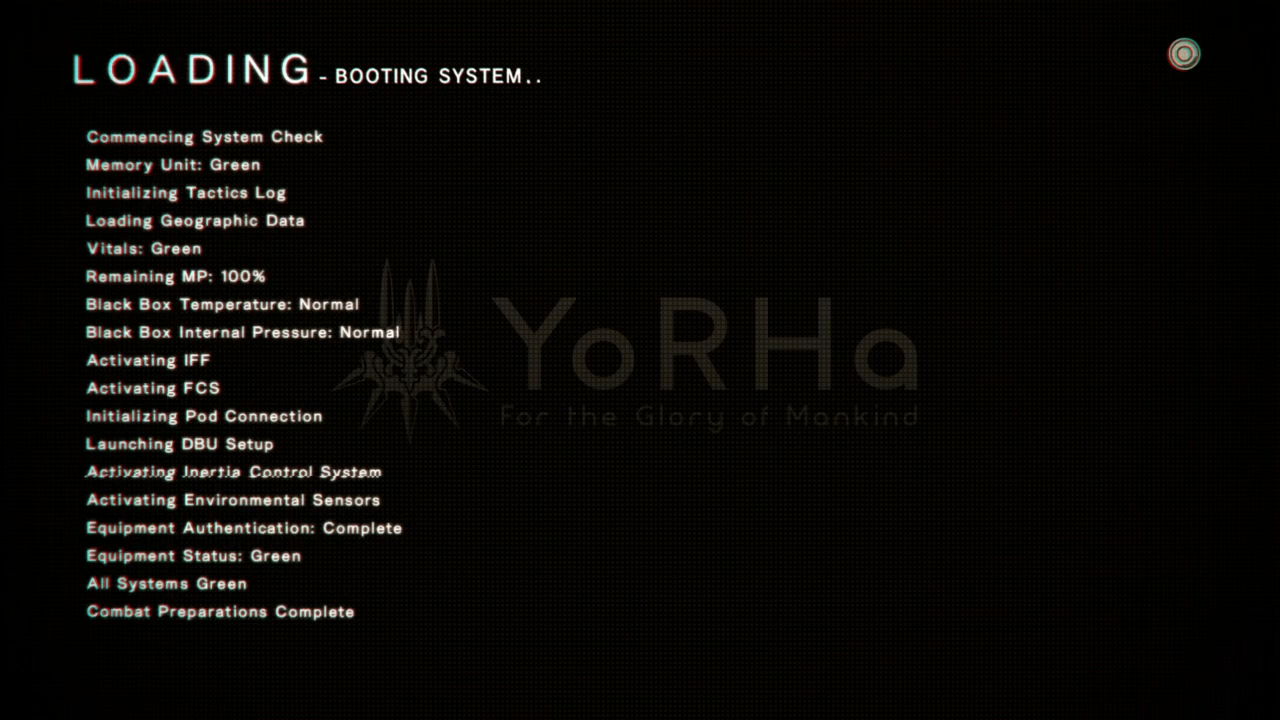 LOADING - BOOTING SYSTEM..
Commencing System Check
Memory Unit: Green
Initializing Tactics Log
Loading Geographic Data
Vitals: Green
Remaining MP: 100%
Black Box Temperature: Normal
Black Box Internal Pressure: Normal
Activating IFF
Activating FCS
Initializing Pod Connection
Launching DBU Setup
Activating Inertia Control System
Activating Environmental Sensors
Equipment Authentication: Complete
Equipment Status: Green
All Systems Green
Combat Preparations Complete
YoRHa
For the Glory of Mankind